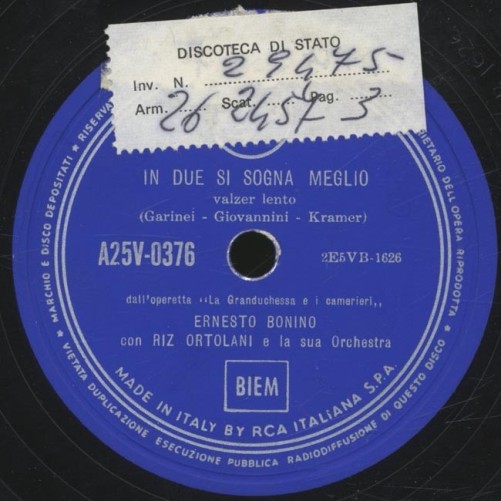 DISCOTECA DI STATO
Inv. N. 29475
Arm. 26 Scat. 2457 Pag. 3
IN DUE SI SOGNA MEGLIO
valzer lento
(Garinei - Giovannini - Kramer)
A25V-0376
2E5VB-1626
dall'operetta "La Granduchessa e i camerieri,,
ERNESTO BONINO
con RIZ ORTOLANI e la sua Orchestra
BIEM
MADE IN ITALY BY RCA ITALIANA S.P.A.
★ MARCHIO E DISCO DEPOSITATI ★ RISERVA
ETARIO DELL'OPERA RIPRODOTTA ★
★ VIETATA DUPLICAZIONE ESECUZIONE PUBBLICA RADIODIFFUSIONE DI QUESTO DISCO ★